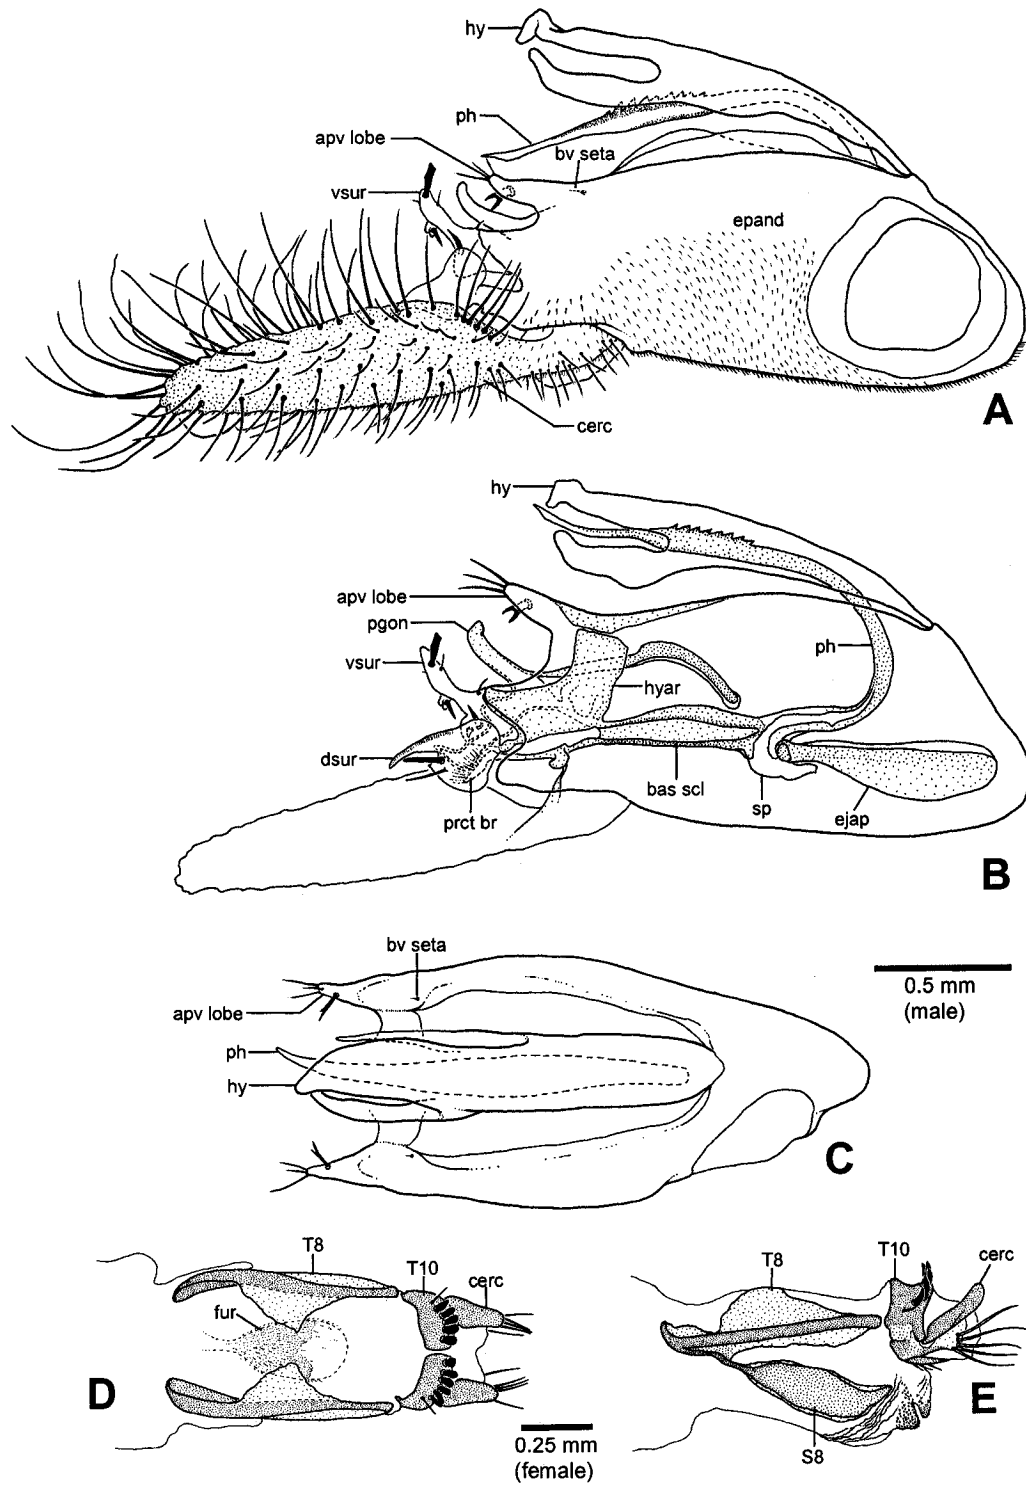 hy
ph
apv lobe
bv seta
vsur
epand
A
cerc
hy
apv lobe
pgon
vsur
ph
hyar
dsur
bas scl
sp
prct br
ejap
B
bv seta
0.5 mm
(male)
apv lobe
ph
hy
C
T8
T10
cerc
fur
D
0.25 mm
(female)
T8
T10
cerc
E
S8